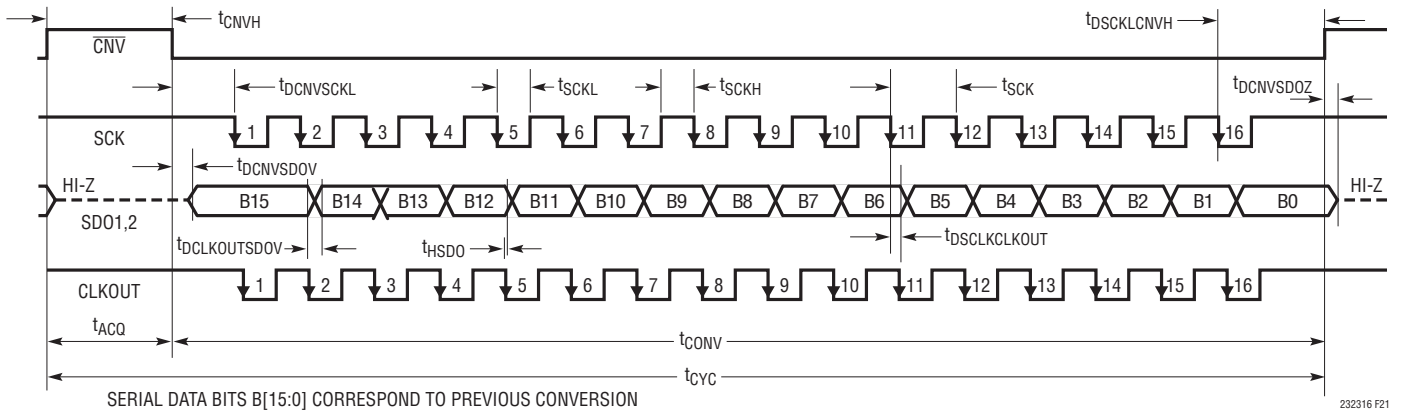 tCNVH
tDSCKLCNVH
CNV
tDCNVSCKL
tSCKL
tSCKH
tSCK
tDCNVSDOZ
SCK
1 2 3 4 5 6 7 8 9 10 11 12 13 14 15 16
tDCNVSDOV
HI-Z
B15 B14 B13 B12 B11 B10 B9 B8 B7 B6 B5 B4 B3 B2 B1 B0
HI-Z
SDO1,2
tDCLKOUTSDOV
tHSDO
tDSCLKCLKOUT
CLKOUT
1 2 3 4 5 6 7 8 9 10 11 12 13 14 15 16
tACQ
tCONV
tCYC
SERIAL DATA BITS B[15:0] CORRESPOND TO PREVIOUS CONVERSION
232316 F21